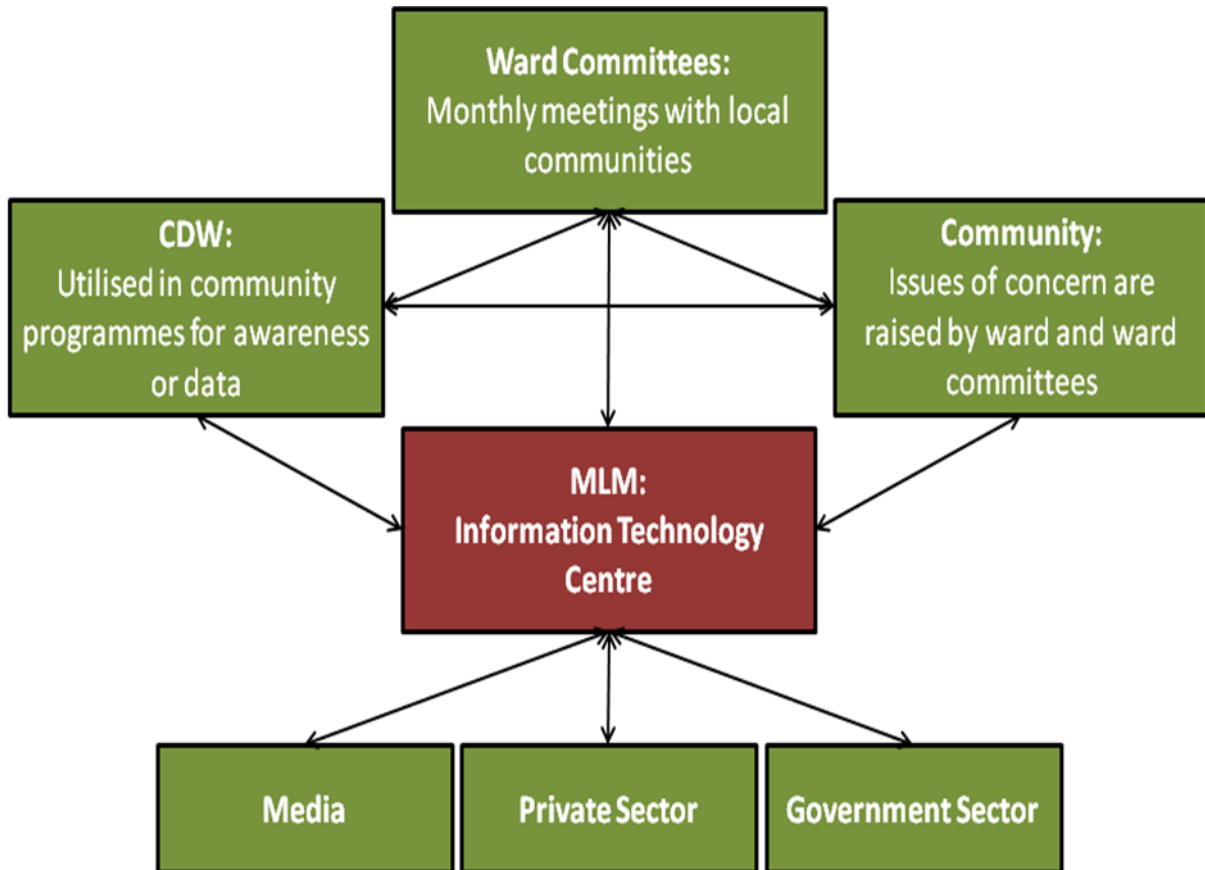 Ward Committees:
Monthly meetings with local
communities
CDW:
Utilised in community
programmes for awareness
or data
Community:
Issues of concern are
raised by ward and ward
committees
MLM:
Information Technology
Centre
Media
Private Sector
Government Sector